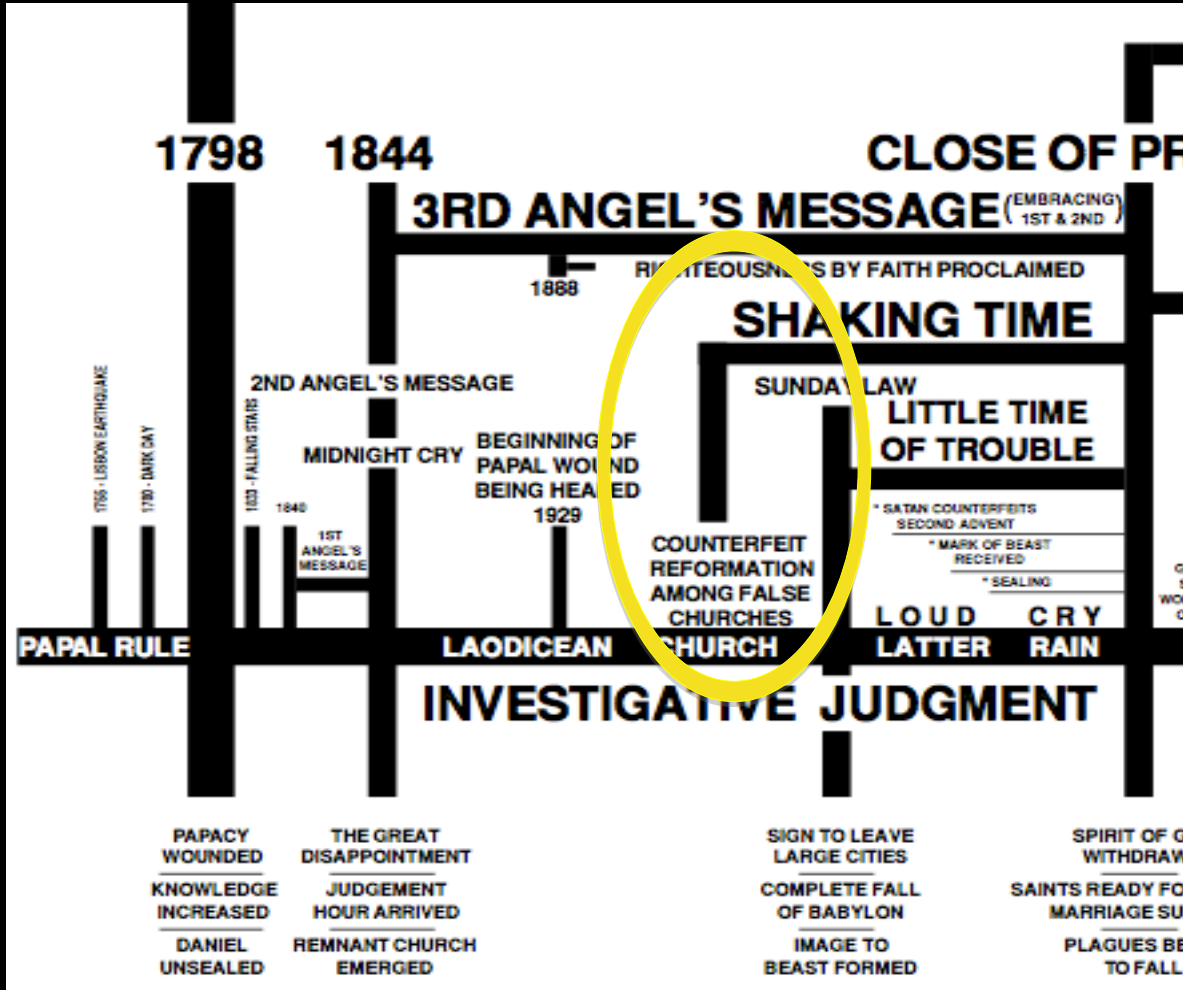 1798
1844
CLOSE OF PR
3RD ANGEL'S MESSAGE
(EMBRACING
1ST & 2ND)
1888
RIGHTEOUSNESS BY FAITH PROCLAIMED
SHAKING TIME
2ND ANGEL'S MESSAGE
SUNDAY LAW
LITTLE TIME
OF TROUBLE
MIDNIGHT CRY
BEGINNING OF
PAPAL WOUND
BEING HEALED
1929
1780 - DARK DAY
1833 - FALLING STARS
1840
1ST
ANGEL'S
MESSAGE
COUNTERFEIT
REFORMATION
AMONG FALSE
CHURCHES
* SATAN COUNTERFEITS
SECOND ADVENT
* MARK OF BEAST
RECEIVED
* SEALING
LOUD CRY
PAPAL RULE
LAODICEAN CHURCH
LATTER RAIN
INVESTIGATIVE JUDGMENT
PAPACY
WOUNDED
KNOWLEDGE
INCREASED
DANIEL
UNSEALED
THE GREAT
DISAPPOINTMENT
JUDGEMENT
HOUR ARRIVED
REMNANT CHURCH
EMERGED
SIGN TO LEAVE
LARGE CITIES
COMPLETE FALL
OF BABYLON
IMAGE TO
BEAST FORMED
SPIRIT OF G
WITHDRAW
SAINTS READY FO
MARRIAGE SU
PLAGUES BE
TO FALL